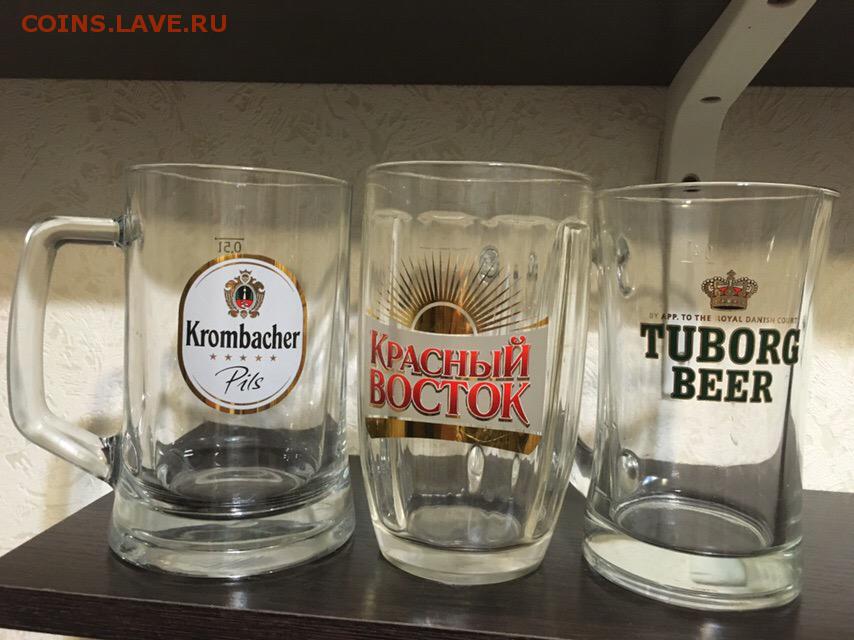 COINS.LAVE.RU
0,5l
Krombacher
Pils
КРАСНЫЙ
ВОСТОК
BY APP. TO THE ROYAL DANISH COURT
TUBORG
BEER